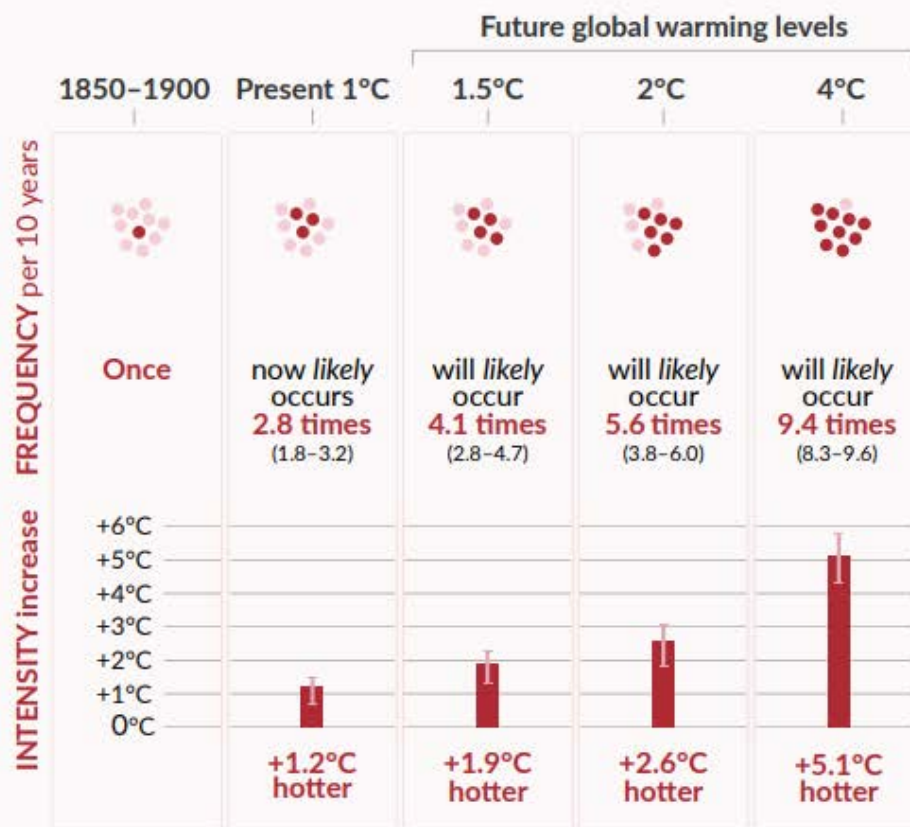 Future global warming levels
1850–1900 Present 1°C 1.5°C 2°C 4°C
FREQUENCY per 10 years
Once
now likely
occurs
2.8 times
(1.8–3.2)
will likely
occur
4.1 times
(2.8–4.7)
will likely
occur
5.6 times
(3.8–6.0)
will likely
occur
9.4 times
(8.3–9.6)
INTENSITY increase
+6°C
+5°C
+4°C
+3°C
+2°C
+1°C
0°C
+1.2°C
hotter
+1.9°C
hotter
+2.6°C
hotter
+5.1°C
hotter